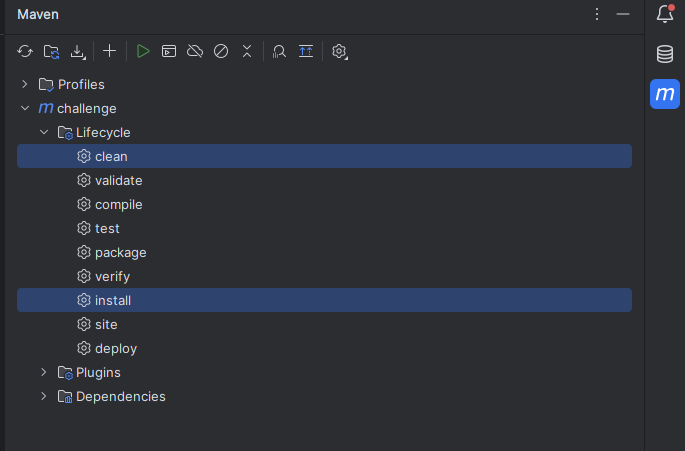 Maven
Profiles
m challenge
Lifecycle
clean
validate
compile
test
package
verify
install
site
deploy
Plugins
Dependencies
m